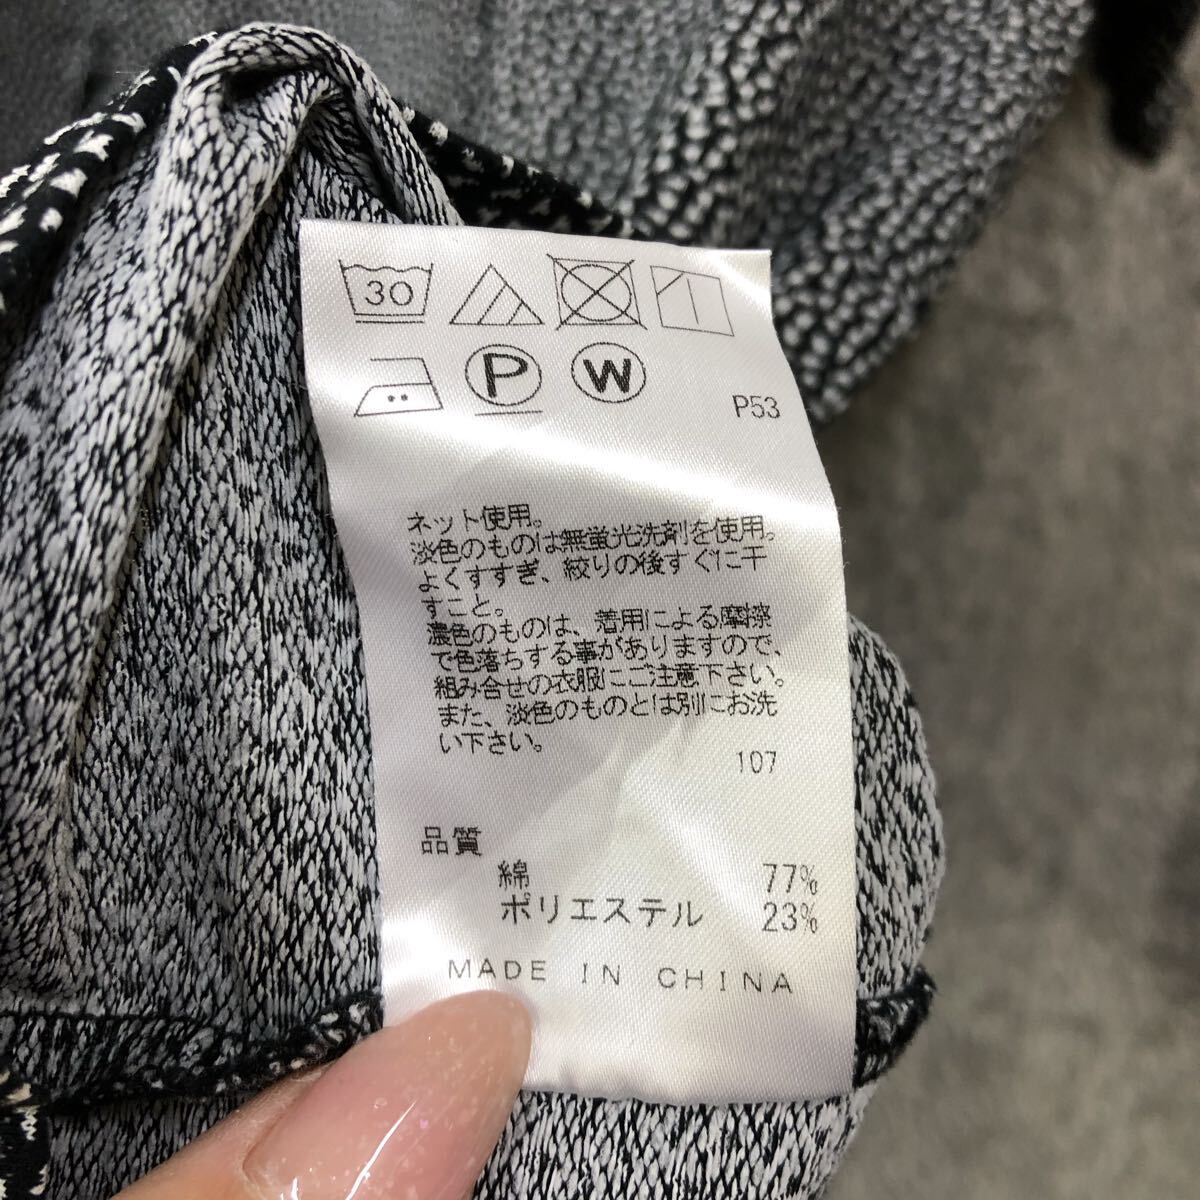 30
P W
P53
ネット使用。
淡色のものは無蛍光洗剤を使用。
よくすすぎ、絞りの後すぐに干
すこと。
濃色のものは、着用による摩擦
で色落ちする事がありますので、
組み合せの衣服にご注意下さい。
また、淡色のものとは別にお洗
い下さい。
107
品質
綿 77%
ポリエステル 23%
MADE IN CHINA